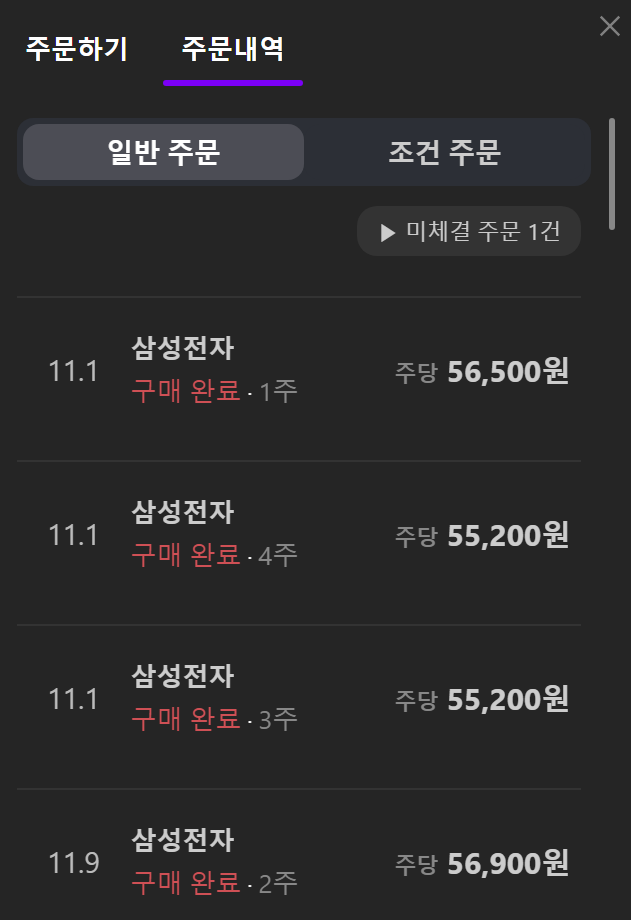 주문하기 주문내역
일반 주문 조건 주문
▶ 미체결 주문 1건
삼성전자
11.1 주당 56,500원
구매 완료 · 1주
삼성전자
11.1 주당 55,200원
구매 완료 · 4주
삼성전자
11.1 주당 55,200원
구매 완료 · 3주
삼성전자
11.9 주당 56,900원
구매 완료 · 2주